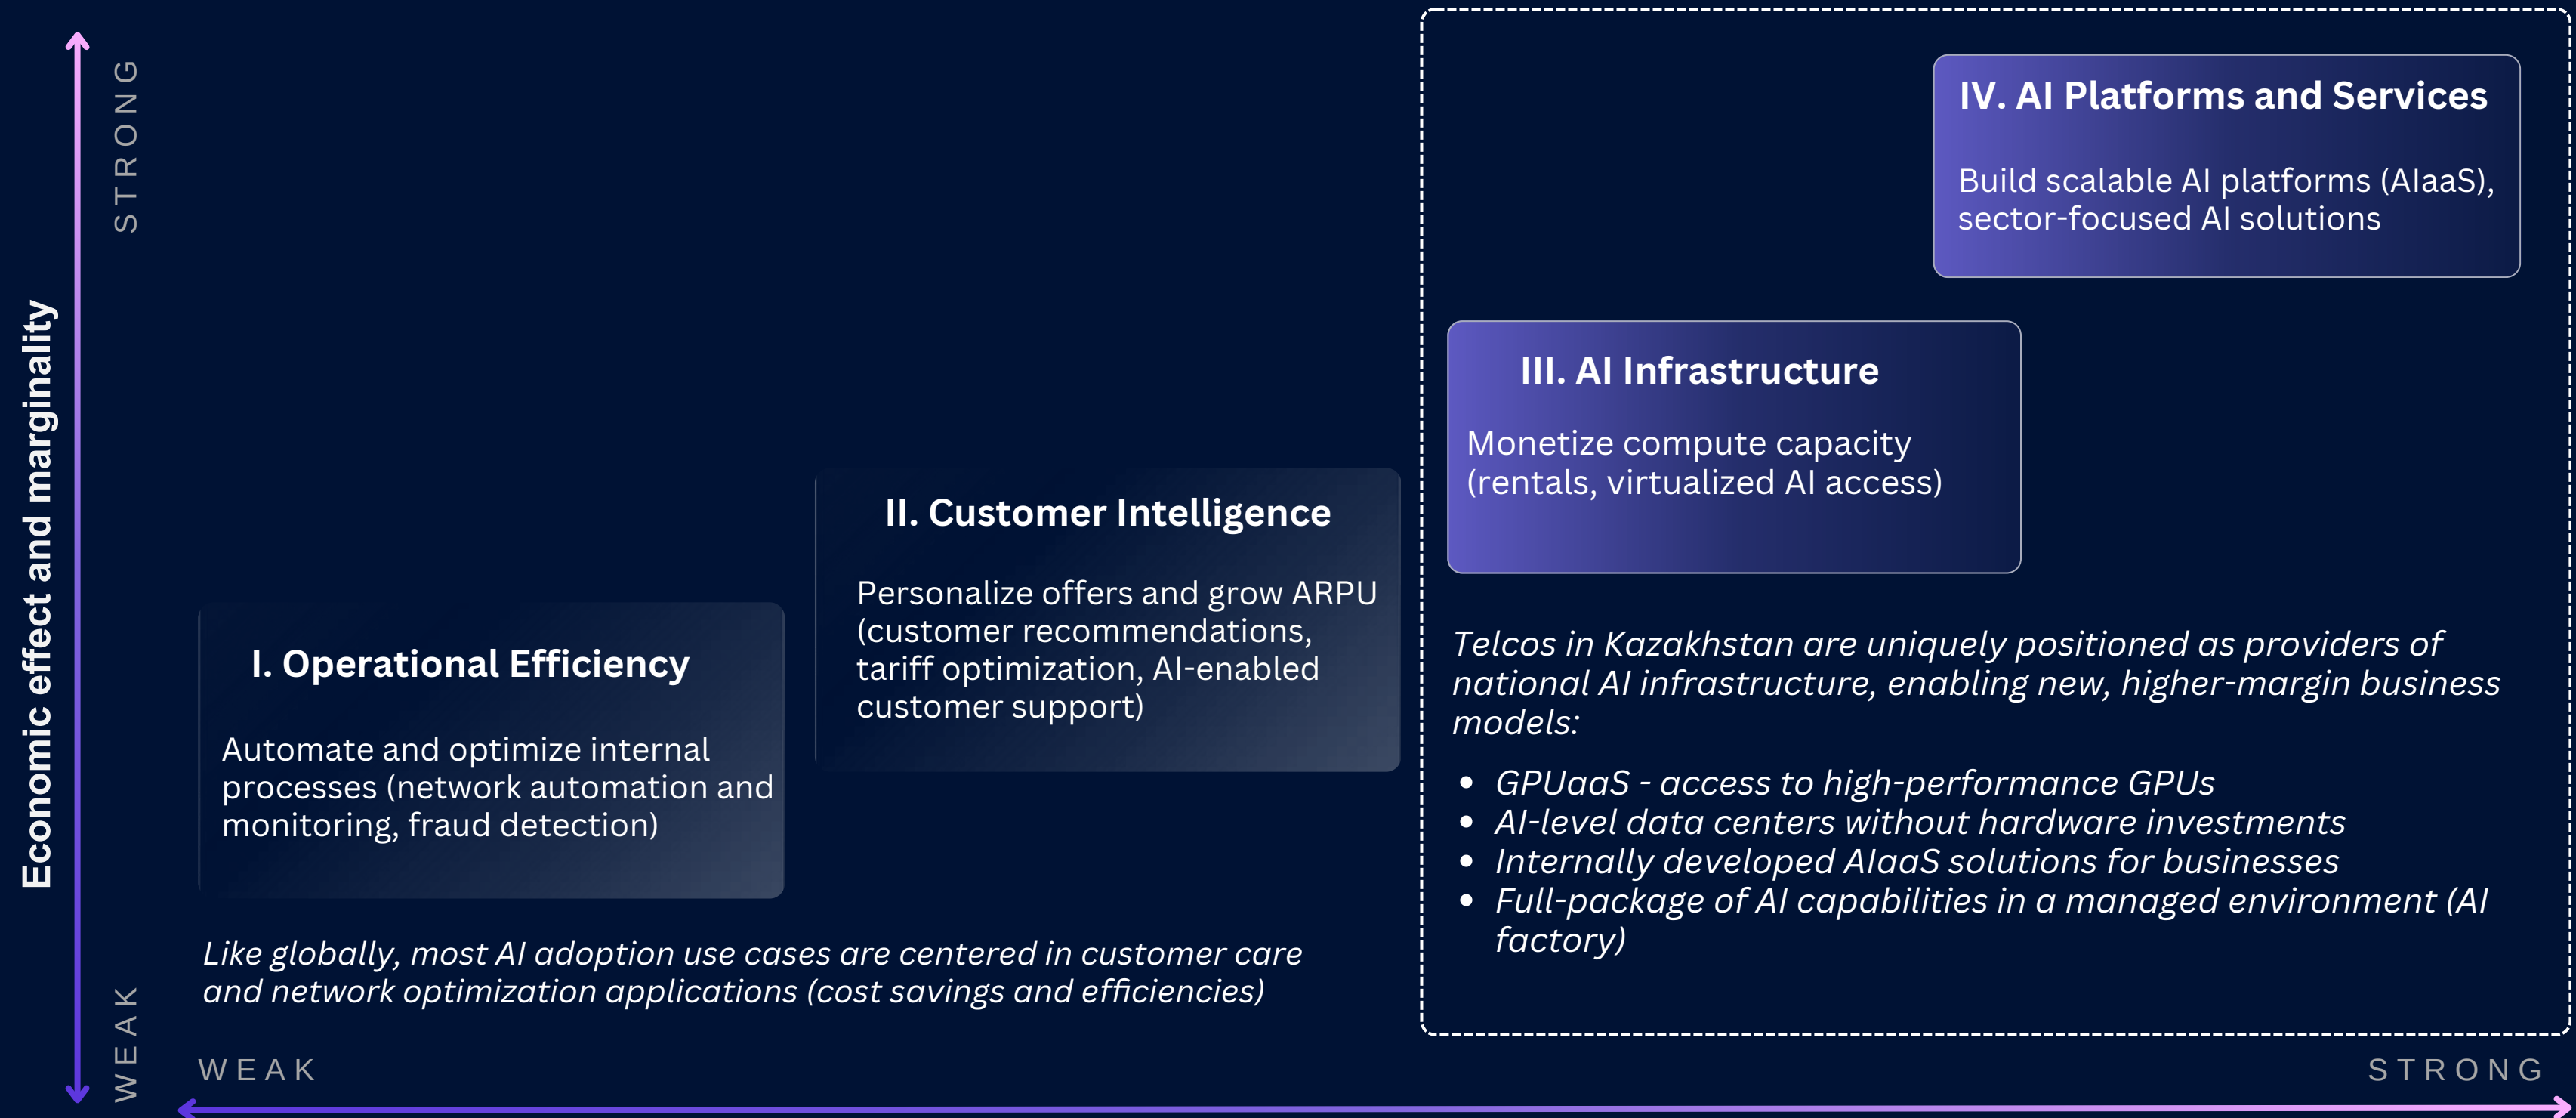 STRONG
Economic effect and marginality
WEAK
IV. AI Platforms and Services
Build scalable AI platforms (AIaaS),
sector-focused AI solutions
III. AI Infrastructure
Monetize compute capacity
(rentals, virtualized AI access)
II. Customer Intelligence
Personalize offers and grow ARPU
(customer recommendations,
tariff optimization, AI-enabled
customer support)
I. Operational Efficiency
Automate and optimize internal
processes (network automation and
monitoring, fraud detection)
Like globally, most AI adoption use cases are centered in customer care
and network optimization applications (cost savings and efficiencies)
Telcos in Kazakhstan are uniquely positioned as providers of
national AI infrastructure, enabling new, higher-margin business
models:
• GPUaaS - access to high-performance GPUs
• AI-level data centers without hardware investments
• Internally developed AIaaS solutions for businesses
• Full-package of AI capabilities in a managed environment (AI
factory)
WEAK
STRONG